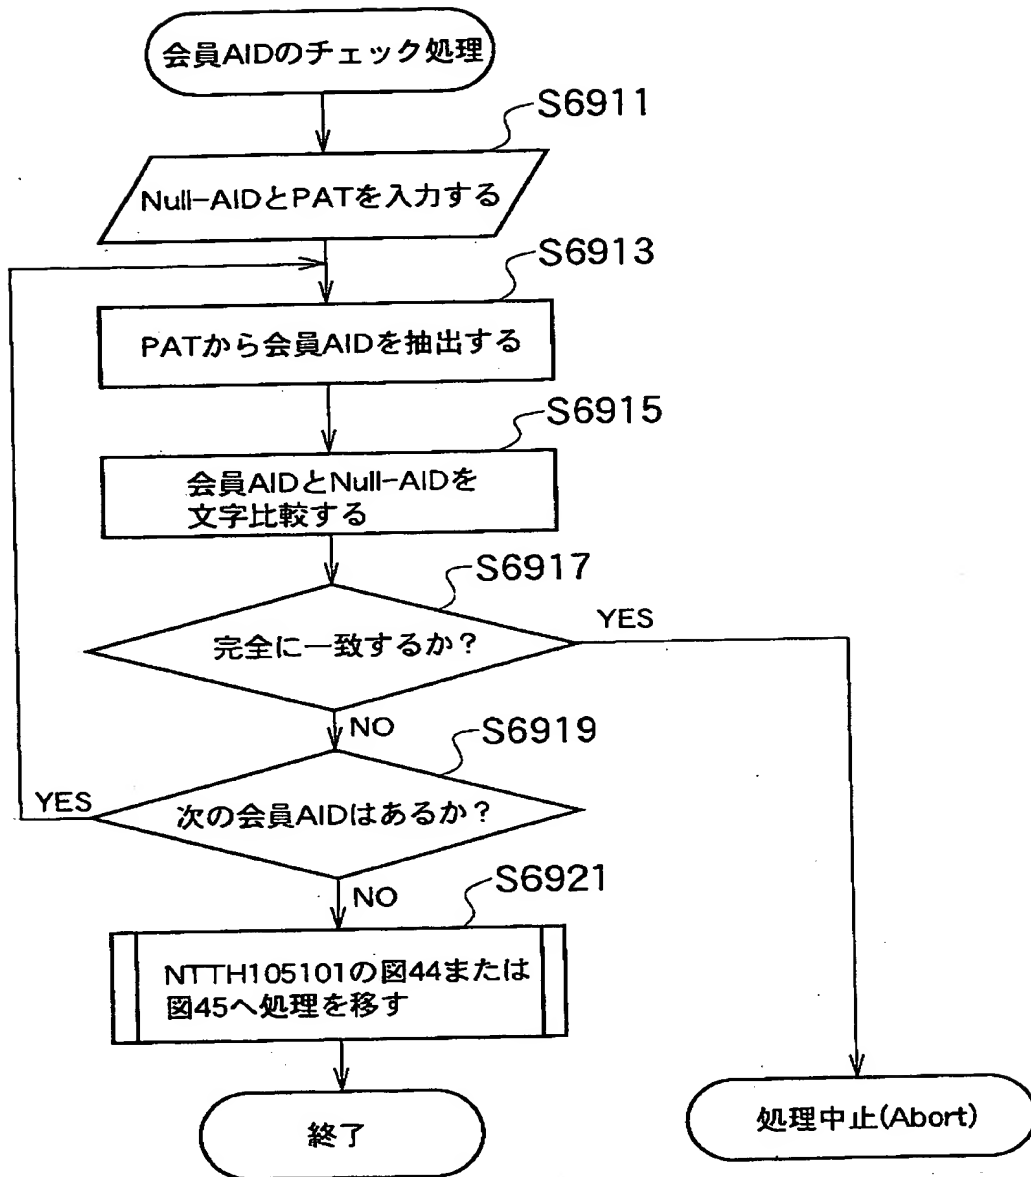 会員AIDのチェック処理
S6911
Null-AIDとPATを入力する
S6913
PATから会員AIDを抽出する
S6915
会員AIDとNull-AIDを
文字比較する
S6917
完全に一致するか？
YES
NO
S6919
次の会員AIDはあるか？
YES
NO
S6921
NTTH105101の図44または
図45へ処理を移す
終了
処理中止(Abort)